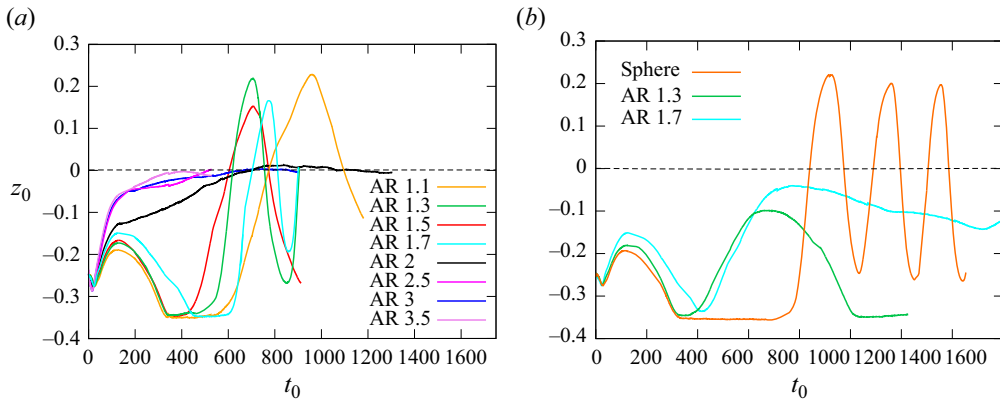 (a)
0.3
0.2
0.1
0
–0.1
–0.2
–0.3
–0.4
z0
0 200 400 600 800 1000 1200 1400 1600
t0
AR 1.1
AR 1.3
AR 1.5
AR 1.7
AR 2
AR 2.5
AR 3
AR 3.5
(b)
0.3
0.2
0.1
0
–0.1
–0.2
–0.3
–0.4
0 200 400 600 800 1000 1200 1400 1600
t0
Sphere
AR 1.3
AR 1.7